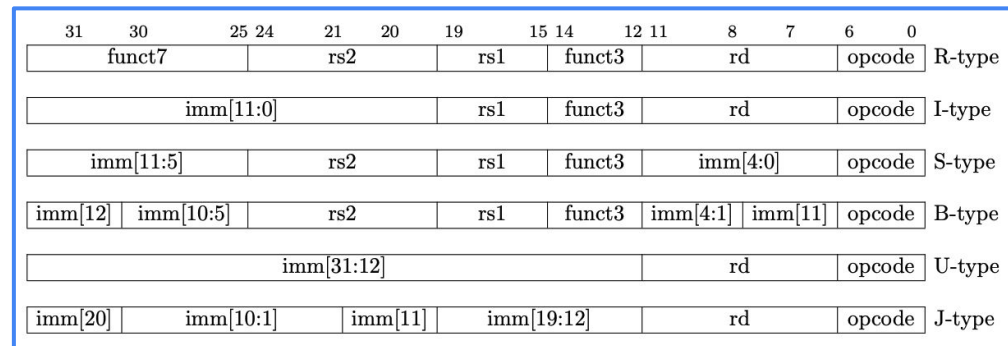 31 30 25 24 21 20 19 15 14 12 11 8 7 6 0
funct7 rs2 rs1 funct3 rd opcode R-type
imm[11:0] rs1 funct3 rd opcode I-type
imm[11:5] rs2 rs1 funct3 imm[4:0] opcode S-type
imm[12] imm[10:5] rs2 rs1 funct3 imm[4:1] imm[11] opcode B-type
imm[31:12] rd opcode U-type
imm[20] imm[10:1] imm[11] imm[19:12] rd opcode J-type